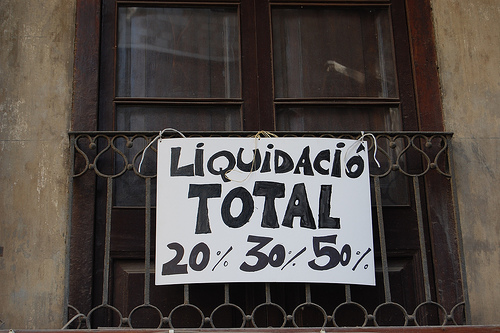 LiQUiDACIÓ
TOTAL
20% 30% 50%